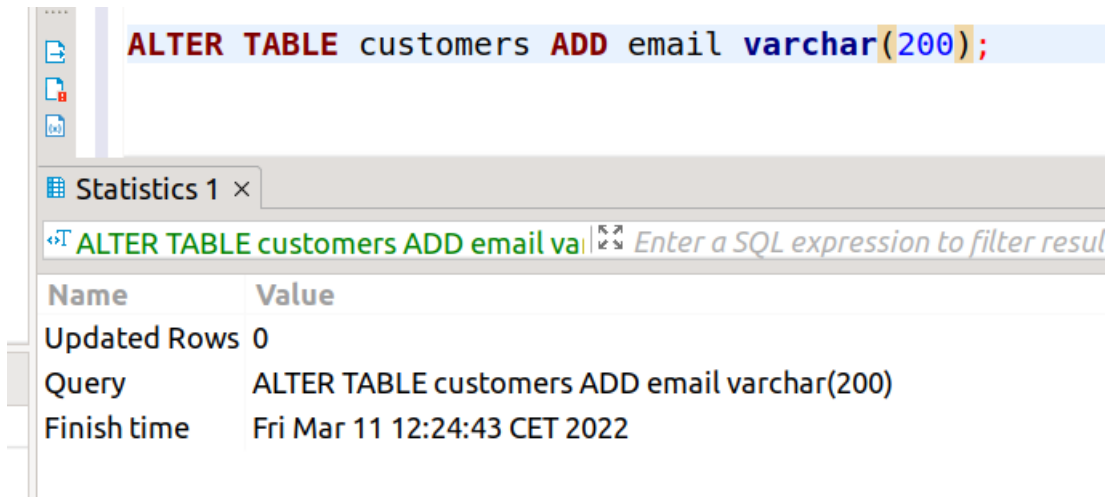 ALTER TABLE customers ADD email varchar(200);
Statistics 1 ×
ALTER TABLE customers ADD email Enter a SQL expression to filter
Name Value
Updated Rows 0
Query ALTER TABLE customers ADD email varchar(200)
Finish time Fri Mar 11 12:24:43 CET 2022